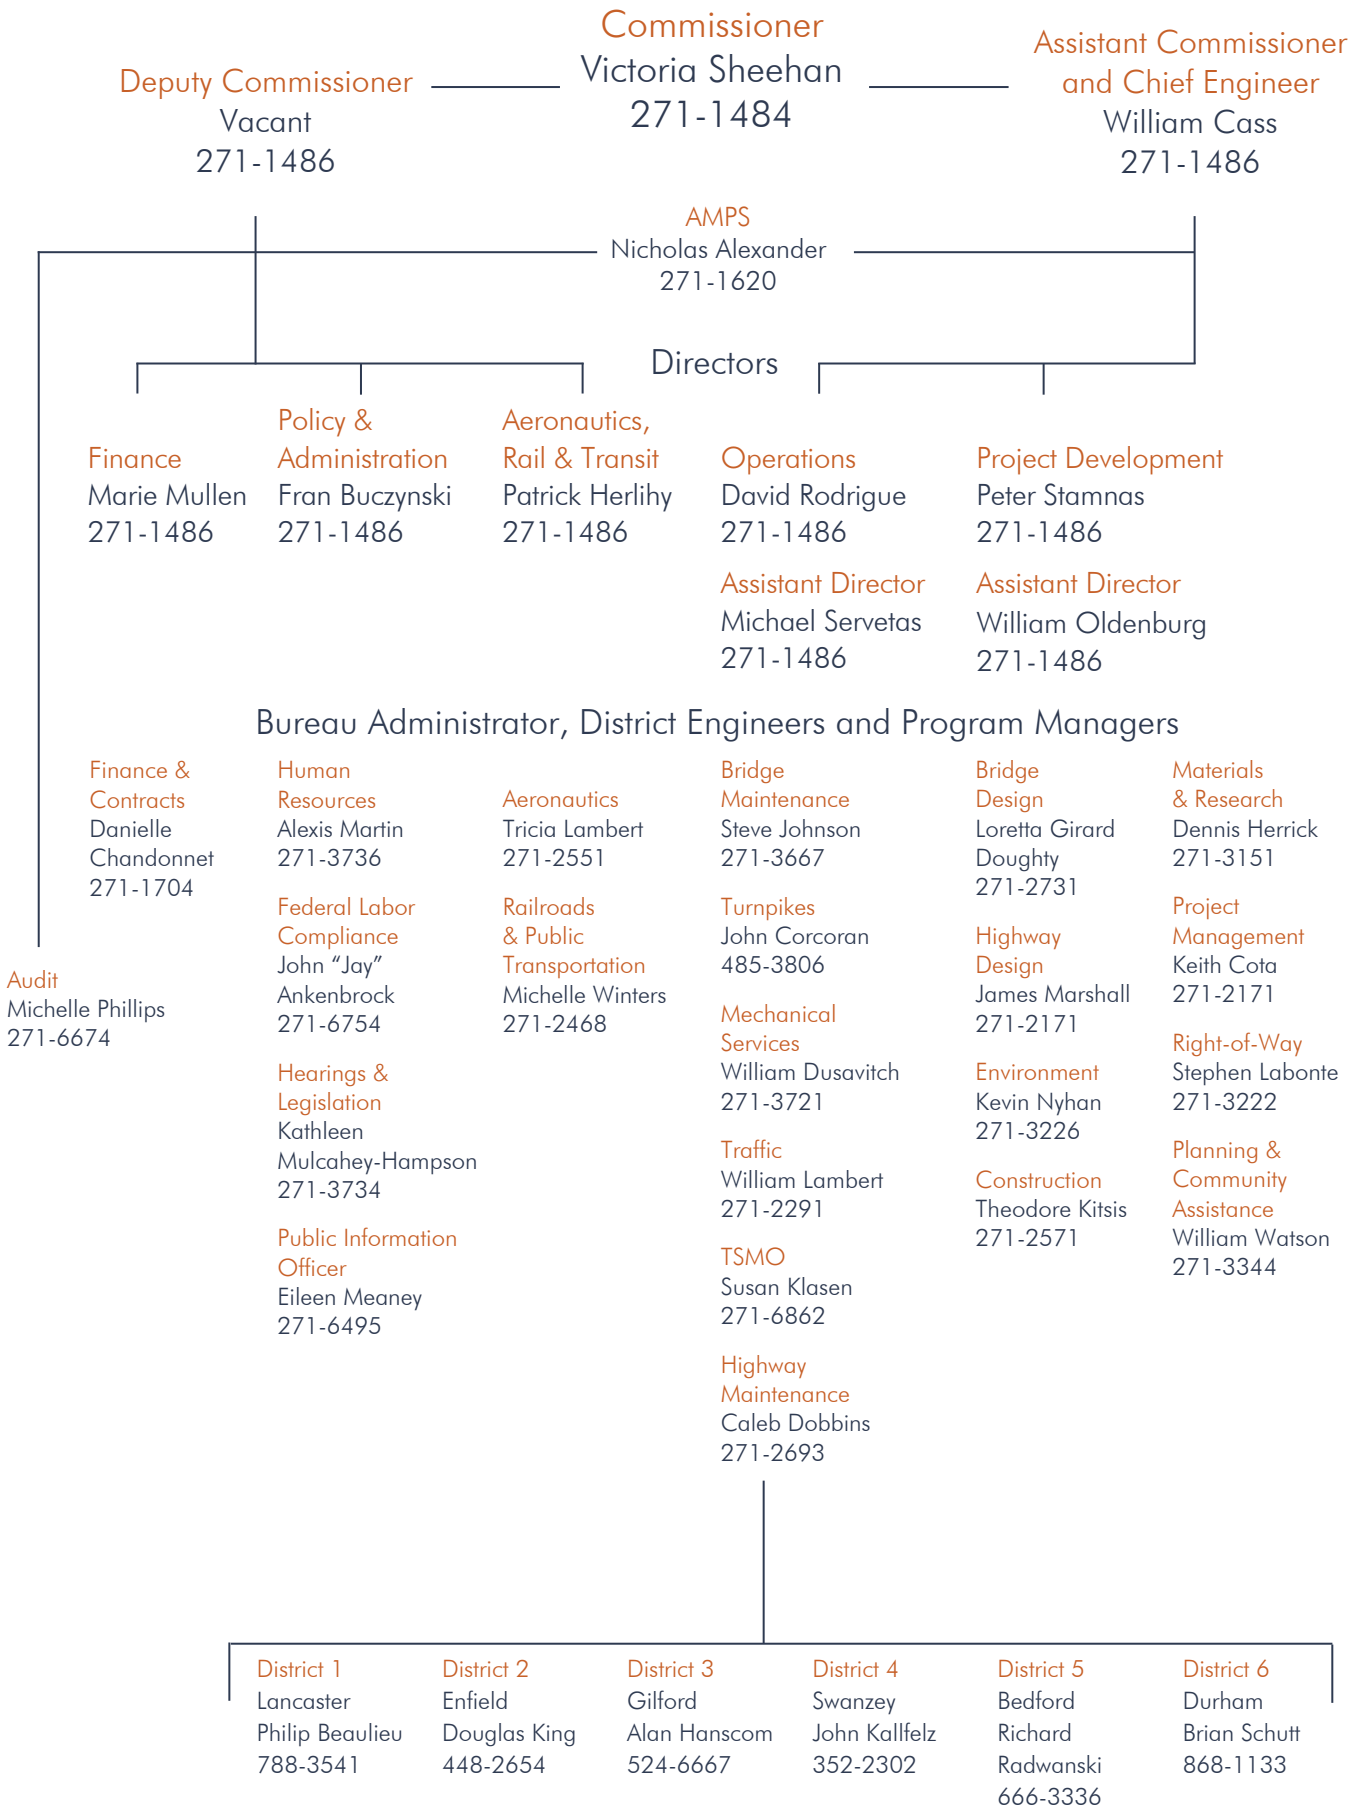 Commissioner
Victoria Sheehan
271-1484
Deputy Commissioner
Vacant
271-1486
Assistant Commissioner
and Chief Engineer
William Cass
271-1486
AMPS
Nicholas Alexander
271-1620
Directors
Finance
Marie Mullen
271-1486
Policy &
Administration
Fran Buczynski
271-1486
Aeronautics,
Rail & Transit
Patrick Herlihy
271-1486
Operations
David Rodrigue
271-1486
Assistant Director
Michael Servetas
271-1486
Project Development
Peter Stamnas
271-1486
Assistant Director
William Oldenburg
271-1486
Bureau Administrator, District Engineers and Program Managers
Finance &
Contracts
Danielle
Chandonnet
271-1704
Audit
Michelle Phillips
271-6674
Human
Resources
Alexis Martin
271-3736
Federal Labor
Compliance
John “Jay”
Ankenbrock
271-6754
Hearings &
Legislation
Kathleen
Mulcahey-Hampson
271-3734
Public Information
Officer
Eileen Meaney
271-6495
Aeronautics
Tricia Lambert
271-2551
Railroads
& Public
Transportation
Michelle Winters
271-2468
Bridge
Maintenance
Steve Johnson
271-3667
Turnpikes
John Corcoran
485-3806
Mechanical
Services
William Dusavitch
271-3721
Traffic
William Lambert
271-2291
TSMO
Susan Klasen
271-6862
Highway
Maintenance
Caleb Dobbins
271-2693
Bridge
Design
Loretta Girard
Doughty
271-2731
Highway
Design
James Marshall
271-2171
Environment
Kevin Nyhan
271-3226
Construction
Theodore Kitsis
271-2571
Materials
& Research
Dennis Herrick
271-3151
Project
Management
Keith Cota
271-2171
Right-of-Way
Stephen Labonte
271-3222
Planning &
Community
Assistance
William Watson
271-3344
District 1
Lancaster
Philip Beaulieu
788-3541
District 2
Enfield
Douglas King
448-2654
District 3
Gilford
Alan Hanscom
524-6667
District 4
Swanzey
John Kallfelz
352-2302
District 5
Bedford
Richard
Radwanski
666-3336
District 6
Durham
Brian Schutt
868-1133